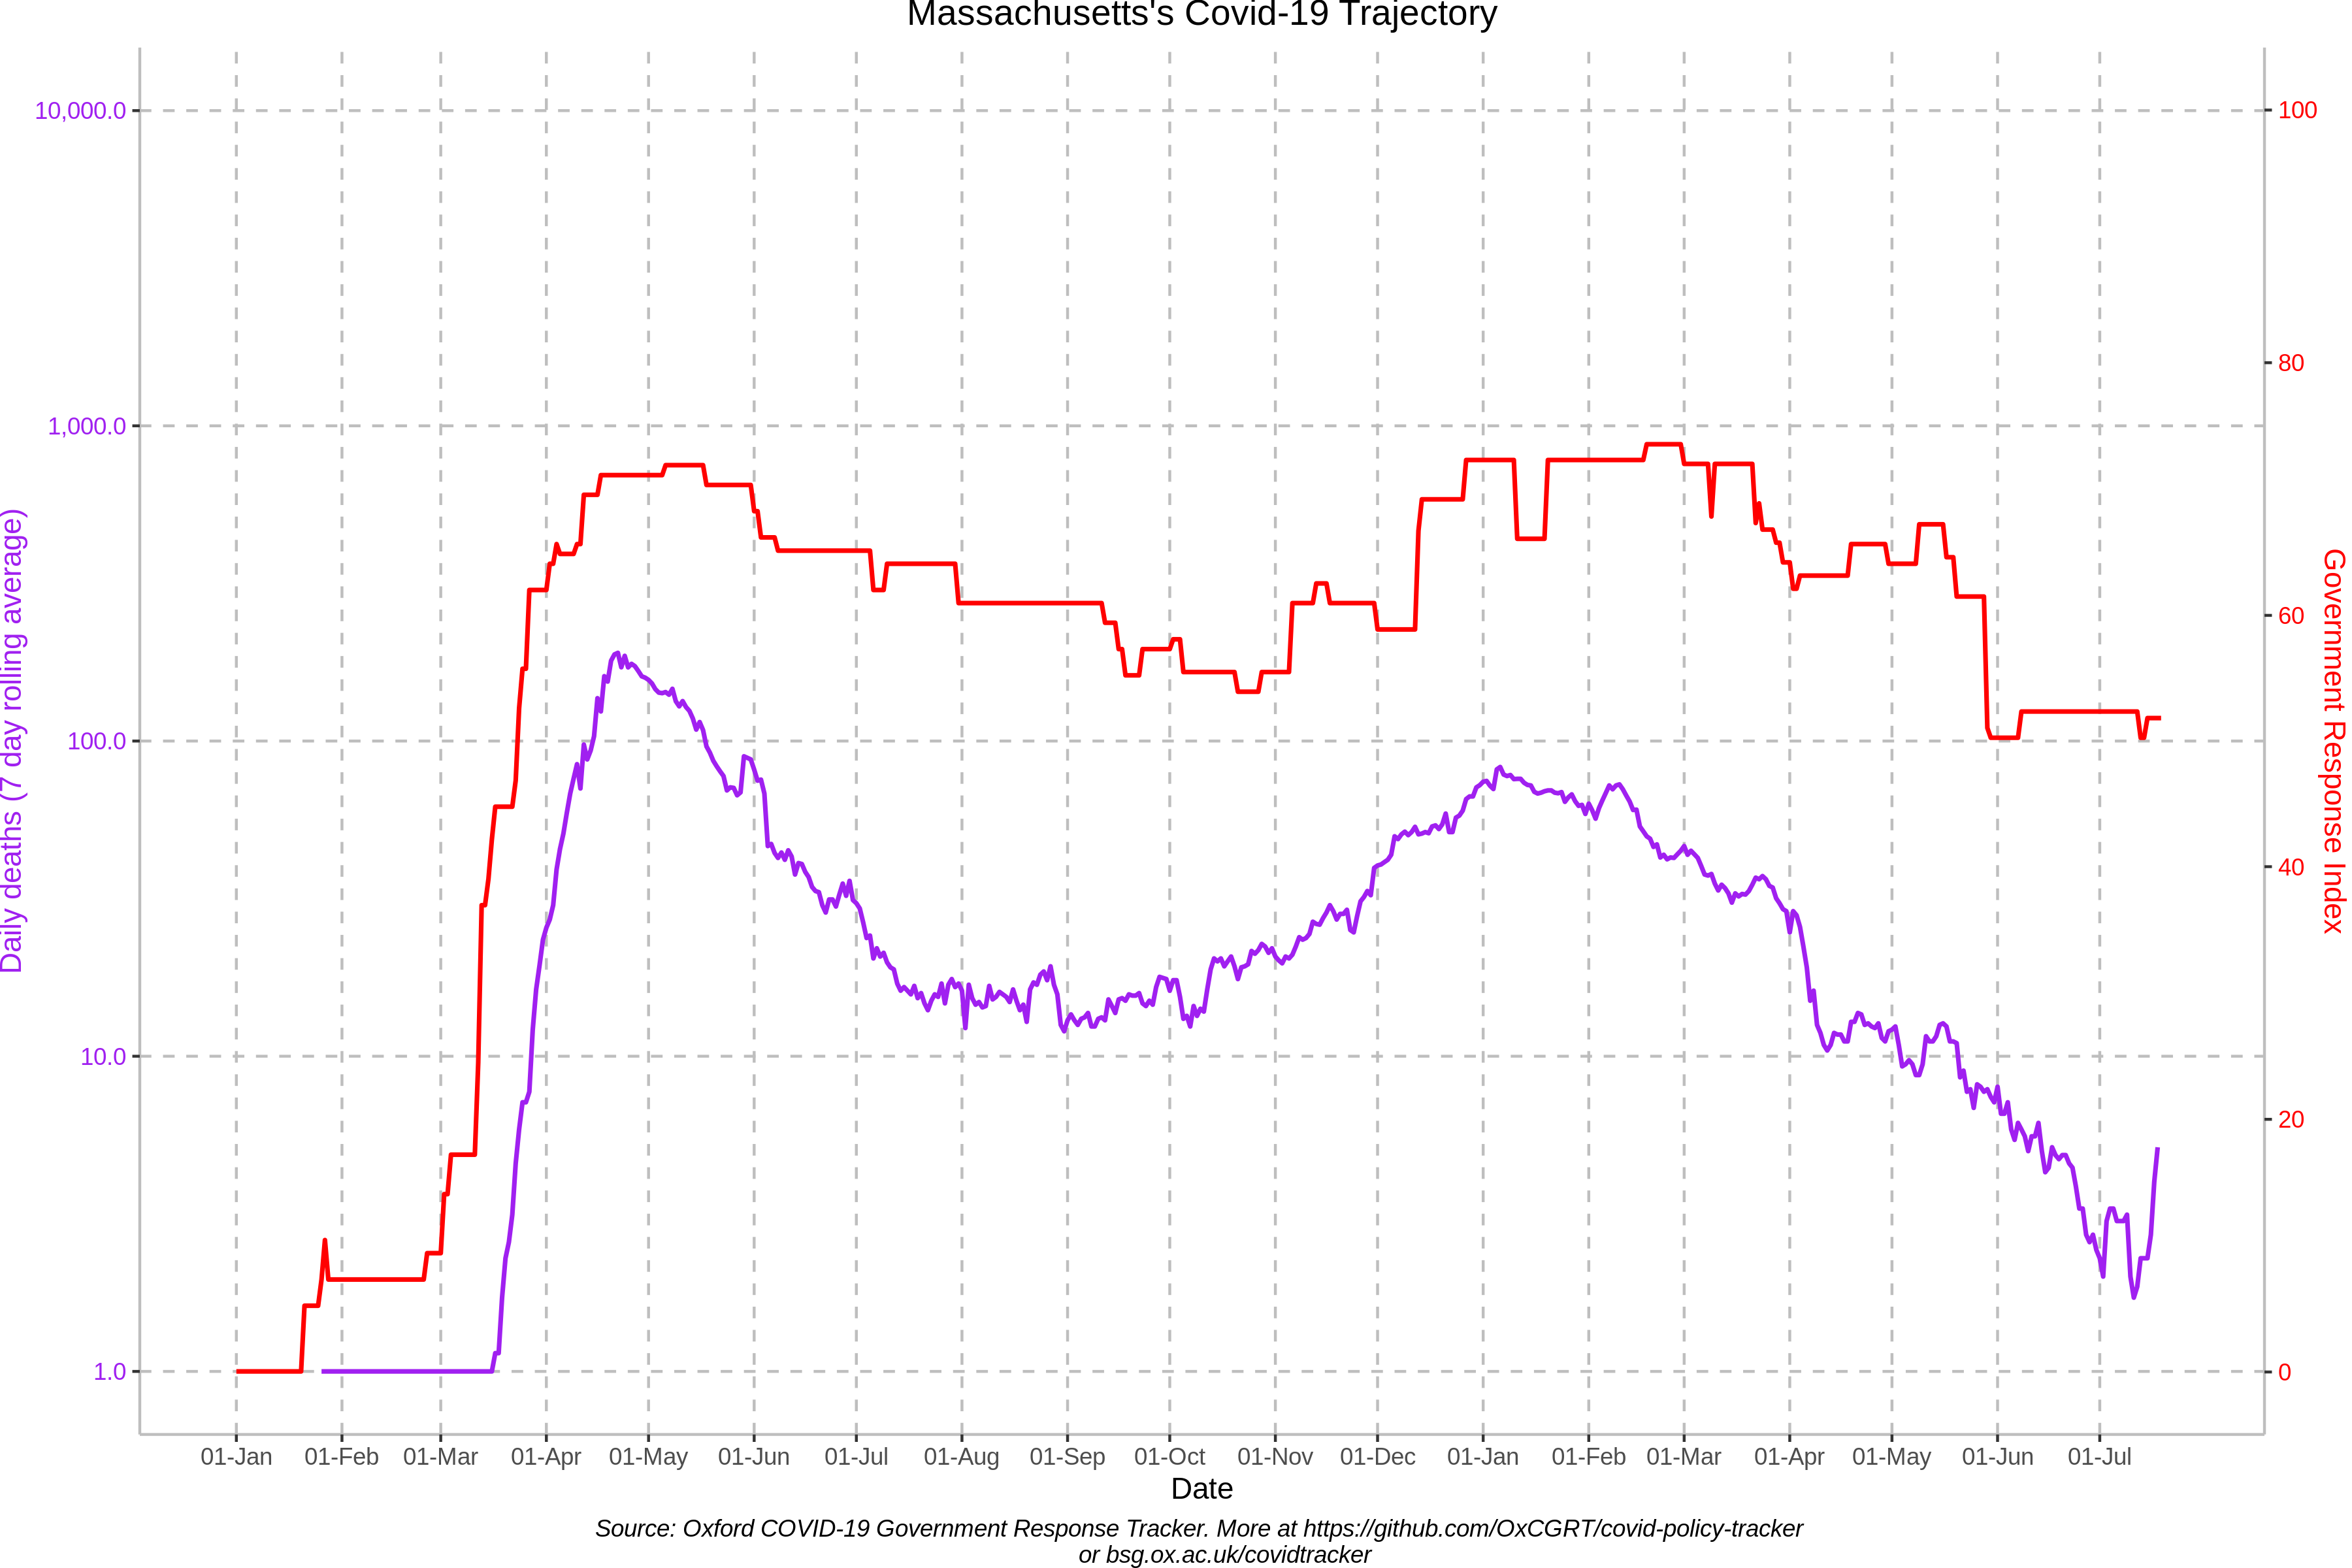 Massachusetts's Covid-19 Trajectory
10,000.0
1,000.0
100.0
10.0
1.0
Daily deaths (7 day rolling average)
100
80
60
40
20
0
Government Response Index
01-Jan 01-Feb 01-Mar 01-Apr 01-May 01-Jun 01-Jul 01-Aug 01-Sep 01-Oct 01-Nov 01-Dec 01-Jan 01-Feb 01-Mar 01-Apr 01-May 01-Jun 01-Jul
Date
Source: Oxford COVID-19 Government Response Tracker. More at https://github.com/OxCGRT/covid-policy-tracker
or bsg.ox.ac.uk/covidtracker